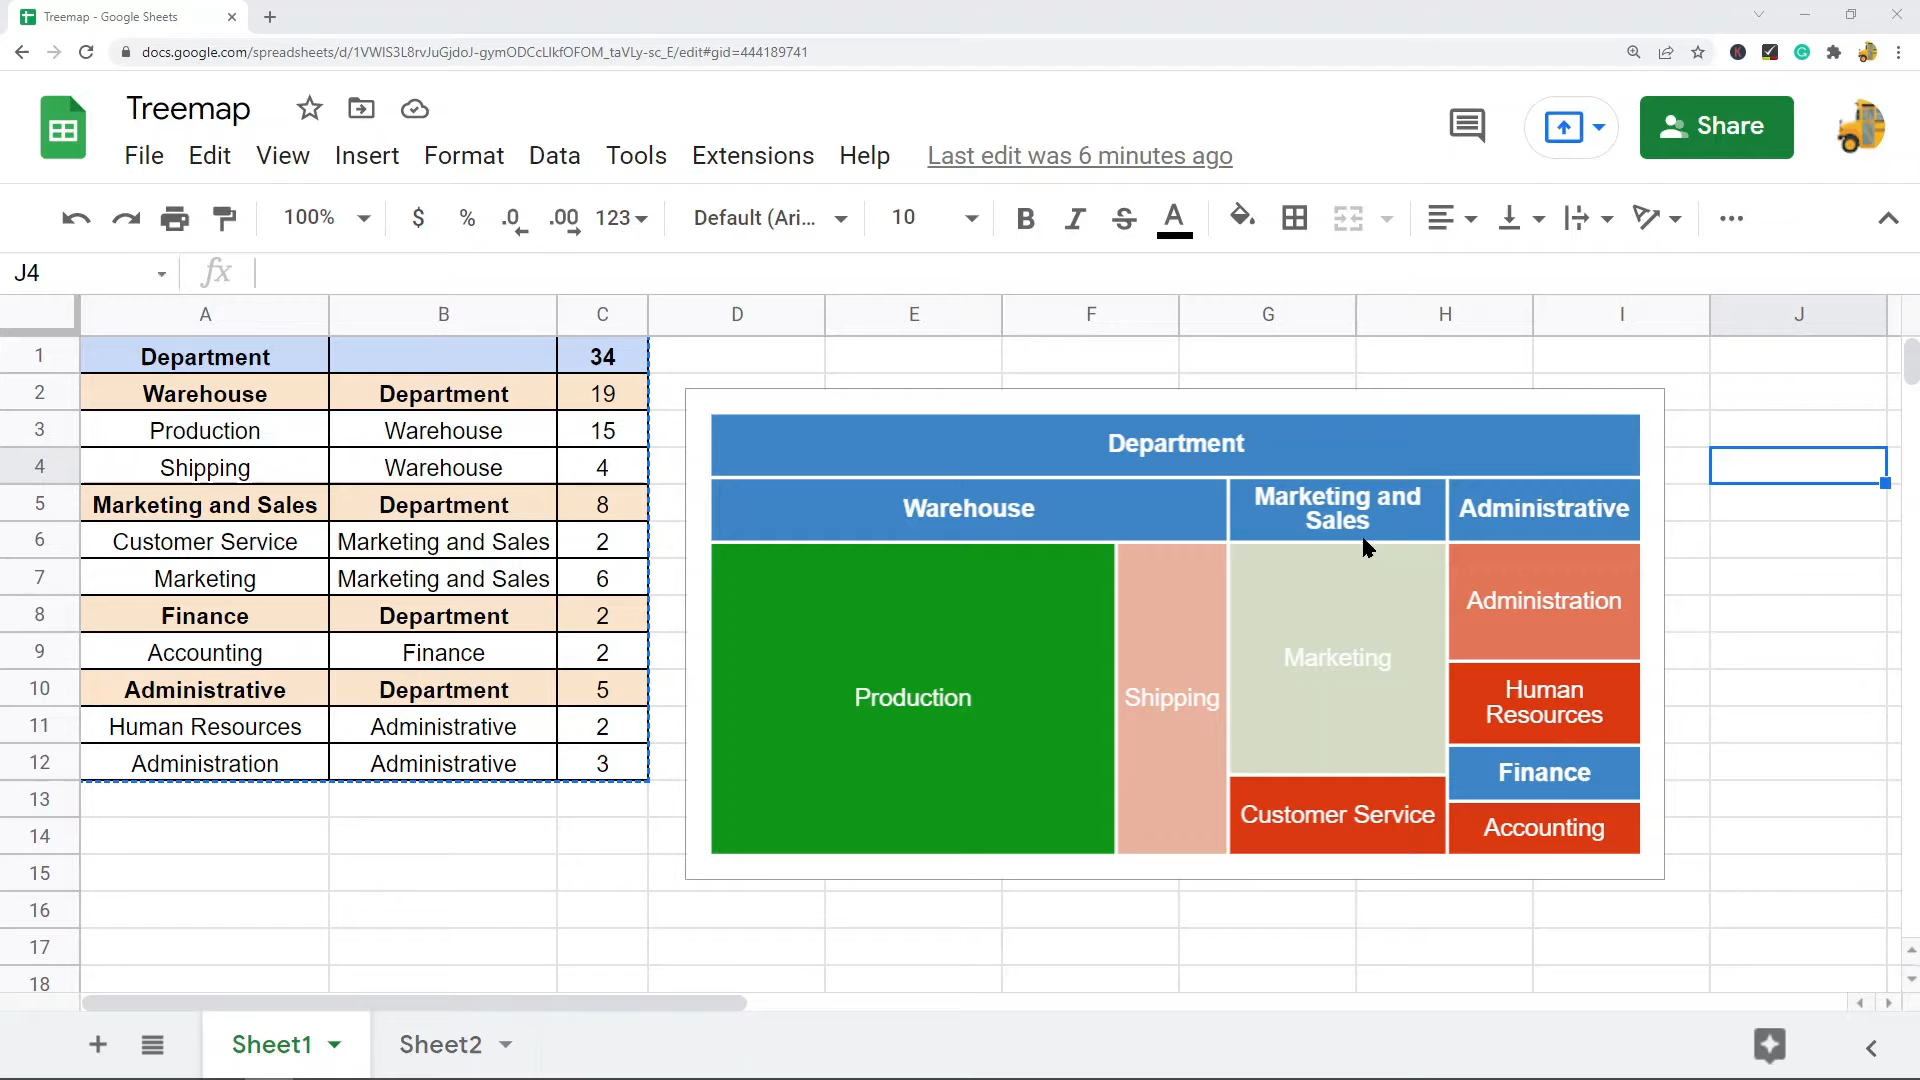 Treemap - Google Sheets
docs.google.com/spreadsheets/d/1VWIS3L8rvJuGjdoJ-gymODCcLIkfOFOM_taVLy-sc_E/edit#gid=444189741
Treemap
Share
File Edit View Insert Format Data Tools Extensions Help Last edit was 6 minutes ago
100% $ % .0 .00 123 Default (Ari... 10 B I S A
J4 fx
A B C D E F G H I J
1 Department 34
2 Warehouse Department 19
3 Production Warehouse 15
4 Shipping Warehouse 4
5 Marketing and Sales Department 8
6 Customer Service Marketing and Sales 2
7 Marketing Marketing and Sales 6
8 Finance Department 2
9 Accounting Finance 2
10 Administrative Department 5
11 Human Resources Administrative 2
12 Administration Administrative 3
13
14
15
16
17
18
Department
Warehouse
Marketing and
Sales
Administrative
Production
Shipping
Marketing
Customer Service
Administration
Human
Resources
Finance
Accounting
Sheet1 Sheet2